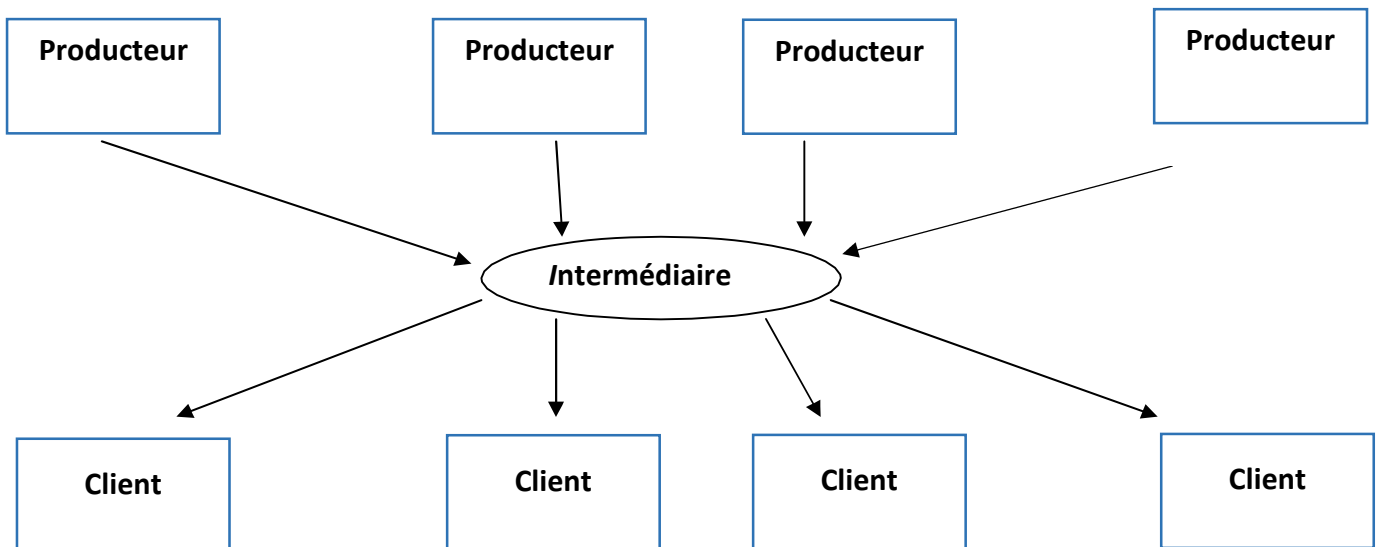 Producteur
Producteur
Producteur
Producteur
Intermédiaire
Client
Client
Client
Client